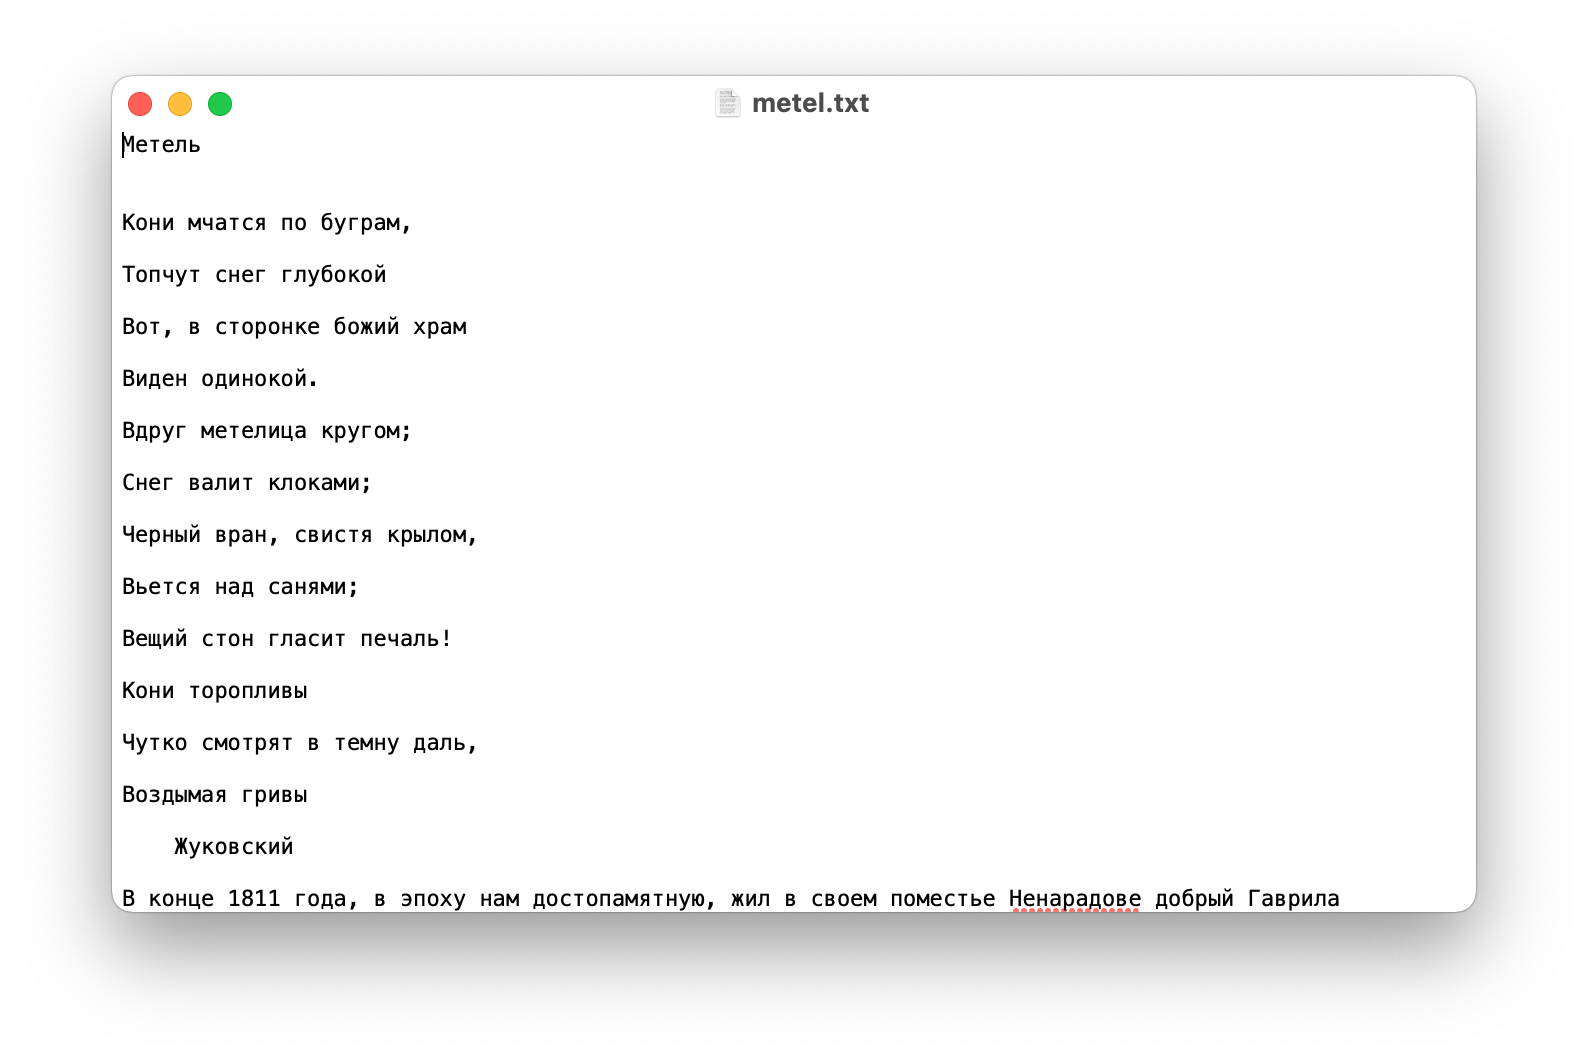 metel.txt
Метель
Кони мчатся по буграм,
Топчут снег глубокой
Вот, в сторонке божий храм
Виден одинокой.
Вдруг метелица кругом;
Снег валит клоками;
Черный вран, свистя крылом,
Вьется над санями;
Вещий стон гласит печаль!
Кони торопливы
Чутко смотрят в темну даль,
Воздымая гривы
Жуковский
В конце 1811 года, в эпоху нам достопамятную, жил в своем поместье Ненарадове добрый Гаврила